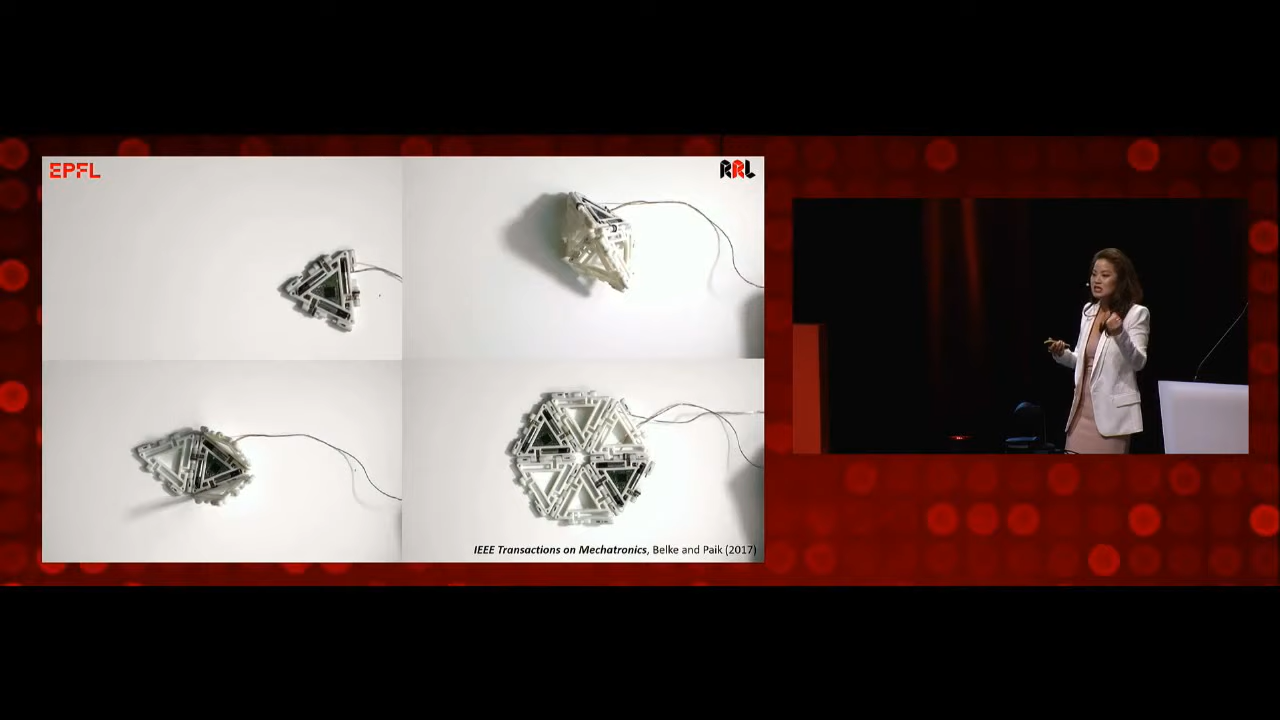 EPFL
RRL
IEEE Transactions on Mechatronics, Belke and Paik (2017)